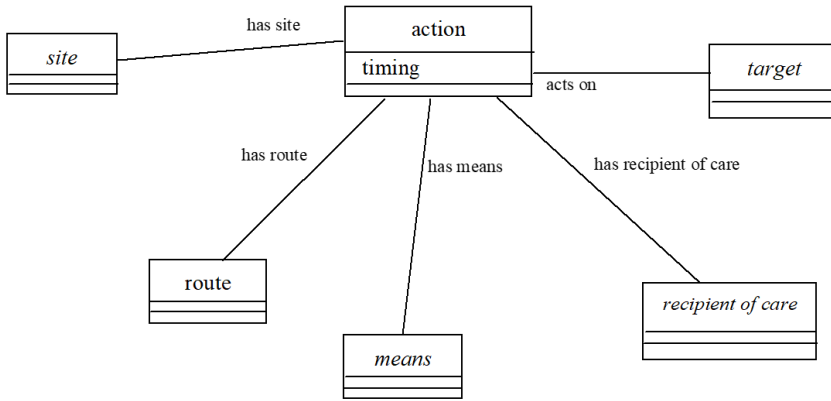 has site
action
site
timing
target
acts on
has route
has means
has recipient of care
route
recipient of care
means